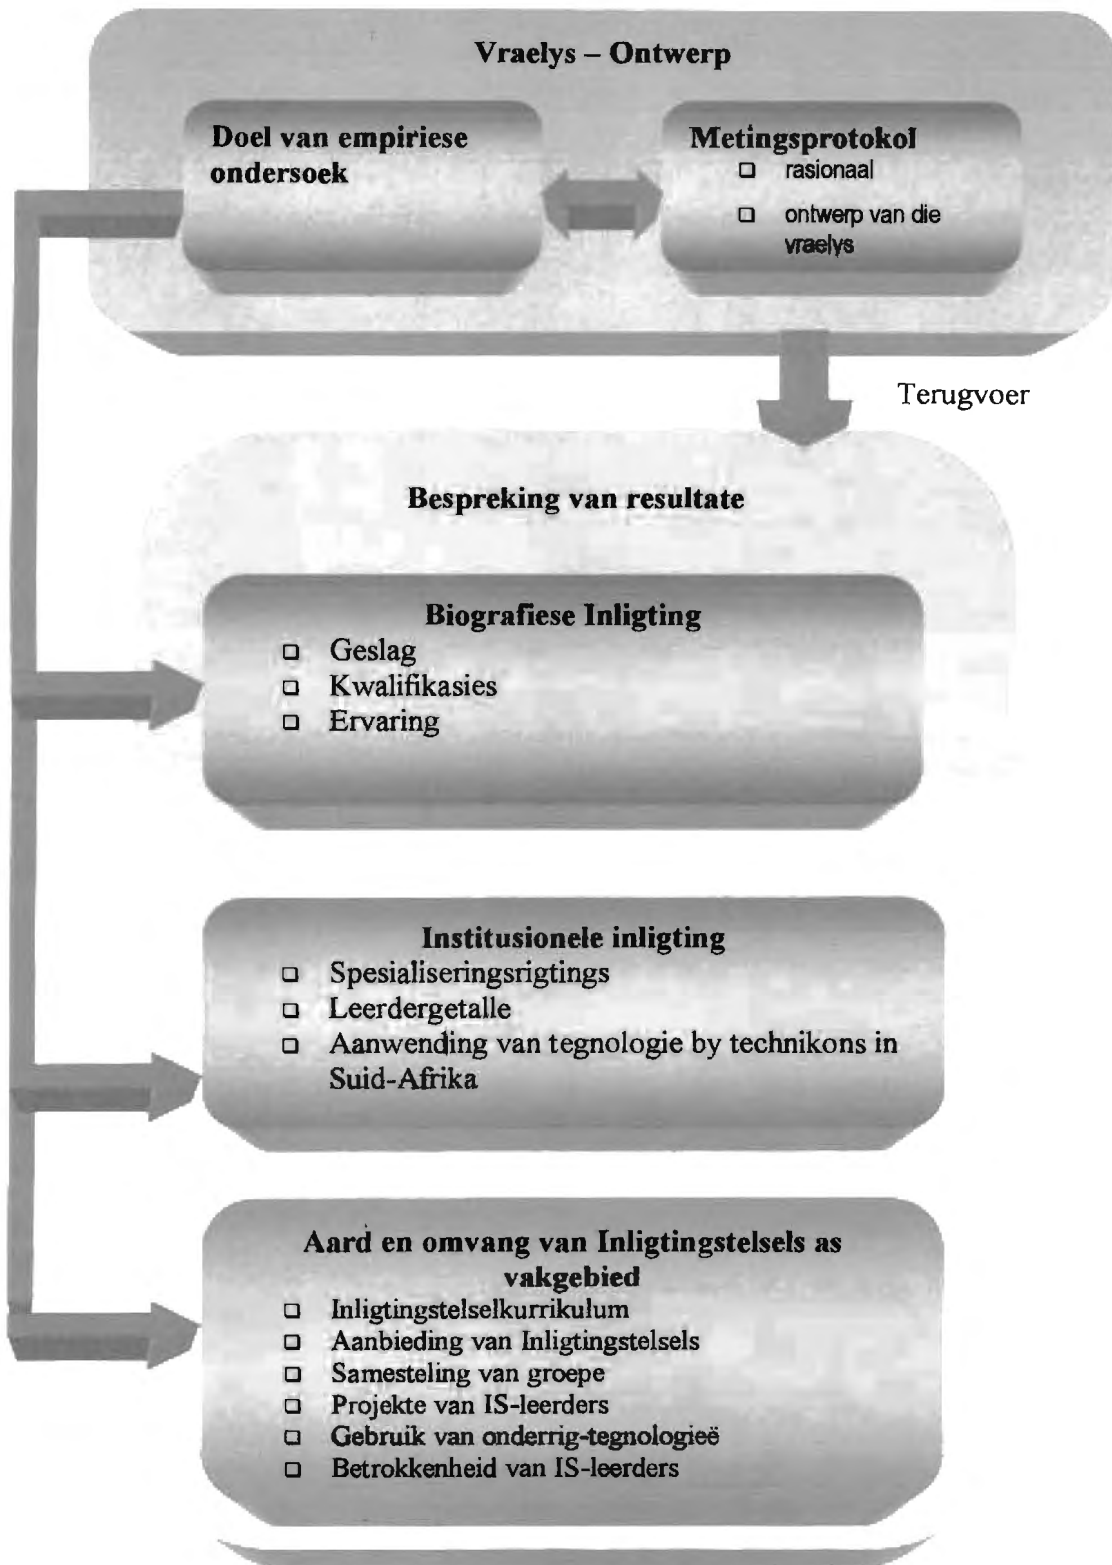 Vraelys – Ontwerp
Doel van empiriese
ondersoek
Metingsprotokol
❑ rasionaal
❑ ontwerp van die
vraelys
Terugvoer
Bespreking van resultate
Biografiese Inligting
❑ Geslag
❑ Kwalifikasies
❑ Ervaring
Institusionele inligting
❑ Spesialiseringsrigtings
❑ Leerdergetalle
❑ Aanwending van tegnologie by technikons in
Suid-Afrika
Aard en omvang van Inligtingstelsels as
vakgebied
❑ Inligtingstelselkurrikulum
❑ Aanbieding van Inligtingstelsels
❑ Samesteling van groepe
❑ Projekte van IS-leerders
❑ Gebruik van onderrig-tegnologieë
❑ Betrokkenheid van IS-leerders